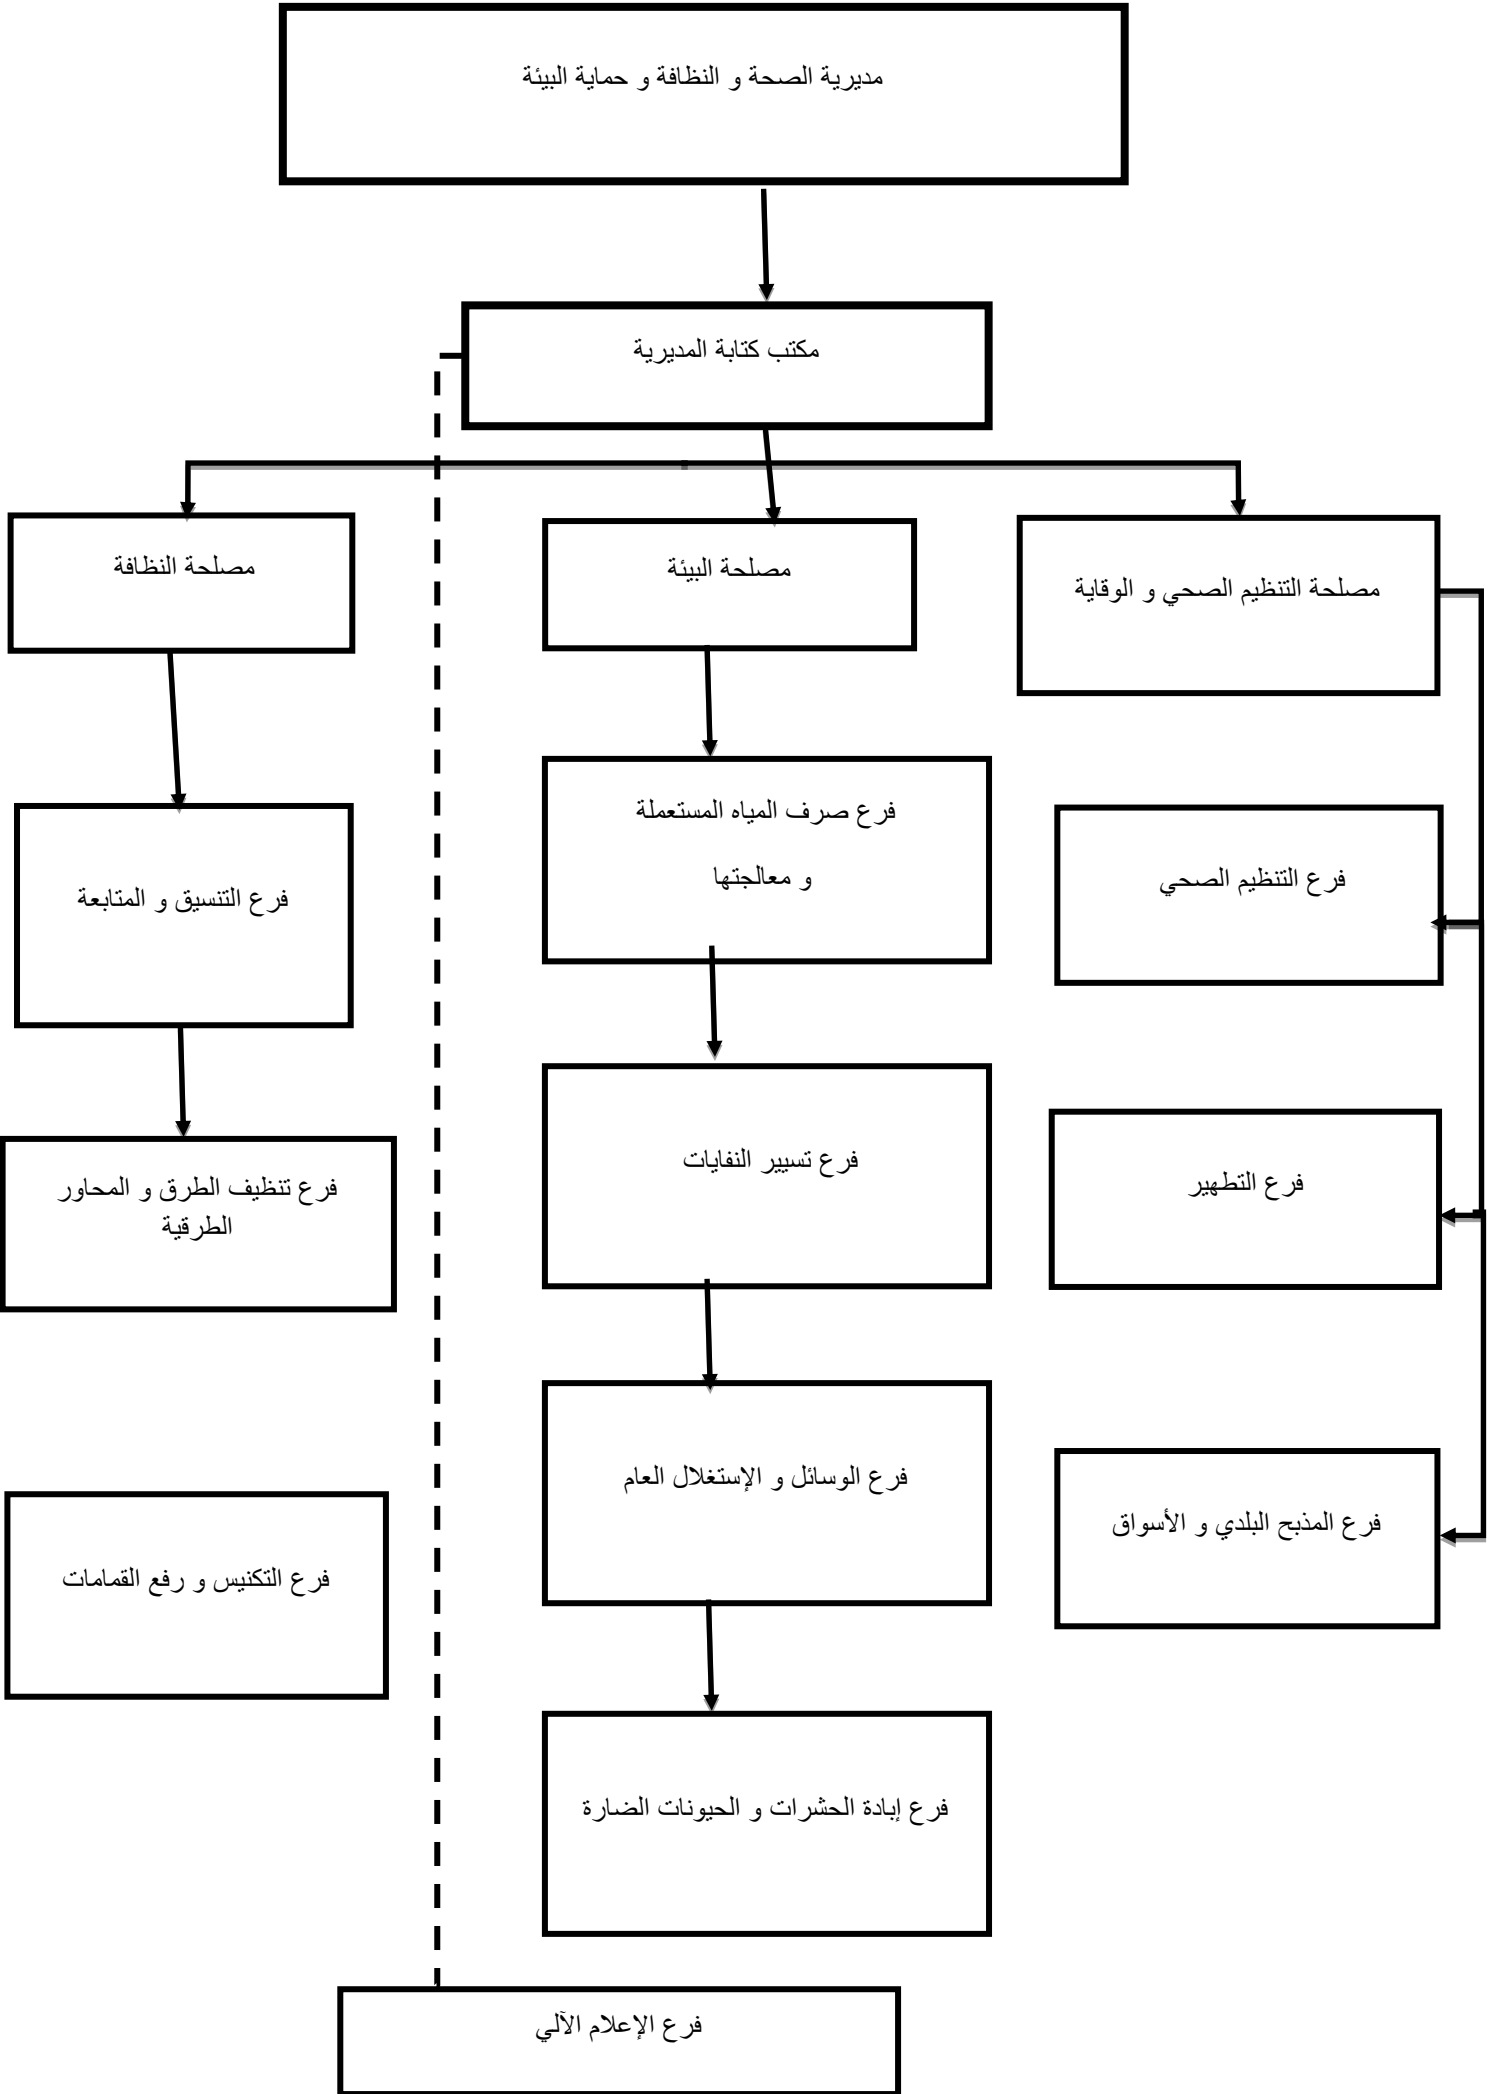 مديرية الصحة و النظافة و حماية البيئة
مكتب كتابة المديرية
مصلحة التنظيم الصحي و الوقاية
مصلحة البيئة
مصلحة النظافة
فرع التنظيم الصحي
فرع صرف المياه المستعملة
و معالجتها
فرع التنسيق و المتابعة
فرع التطهير
فرع تسيير النفايات
فرع تنظيف الطرق و المحاور
الطرقية
فرع المذبح البلدي و الأسواق
فرع الوسائل و الإستغلال العام
فرع التكنيس و رفع القمامات
فرع إبادة الحشرات و الحيونات الضارة
فرع الإعلام الآلي